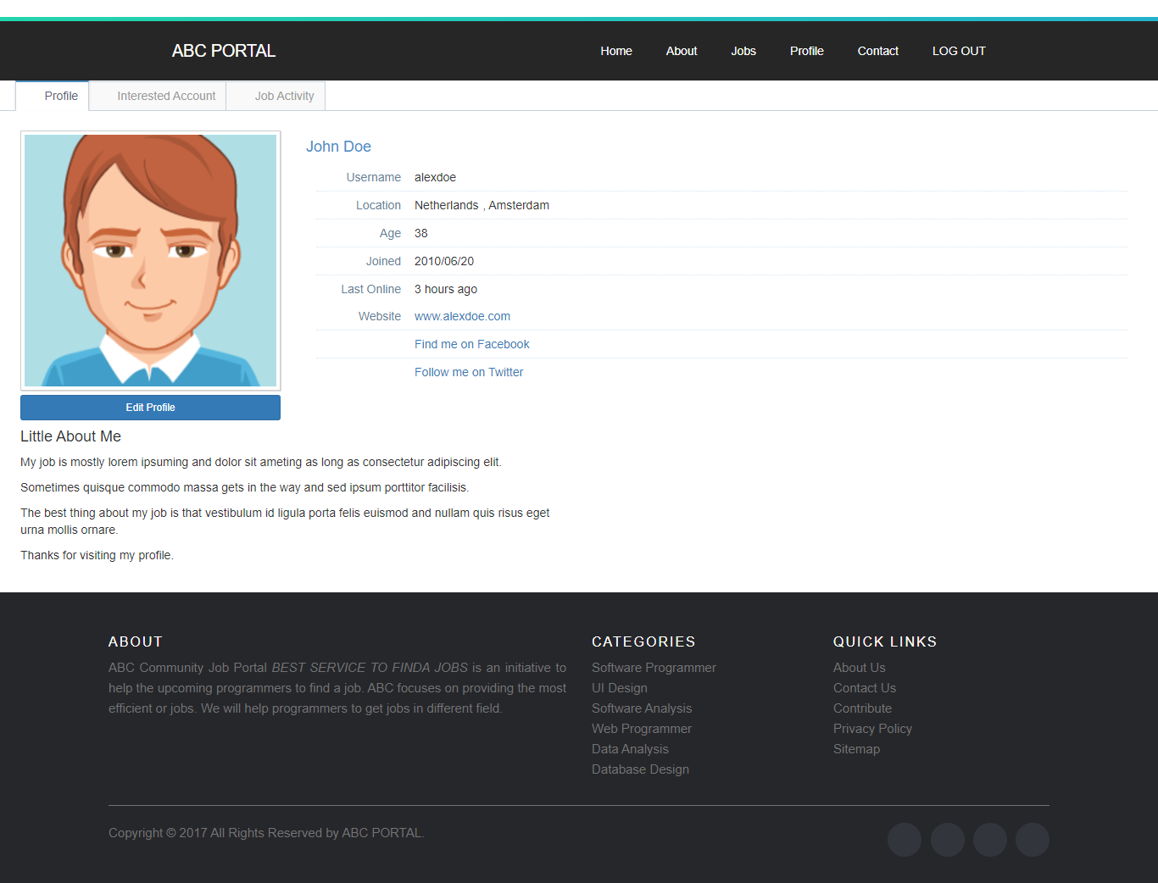 ABC PORTAL
Home
About
Jobs
Profile
Contact
LOG OUT
Profile
Interested Account
Job Activity
John Doe
Username alexdoe
Location Netherlands , Amsterdam
Age 38
Joined 2010/06/20
Last Online 3 hours ago
Website www.alexdoe.com
Find me on Facebook
Follow me on Twitter
Edit Profile
Little About Me
My job is mostly lorem ipsuming and dolor sit ameting as long as consectetur adipiscing elit.
Sometimes quisque commodo massa gets in the way and sed ipsum porttitor facilisis.
The best thing about my job is that vestibulum id ligula porta felis euismod and nullam quis risus eget
urna mollis ornare.
Thanks for visiting my profile.
ABOUT
ABC Community Job Portal BEST SERVICE TO FINDA JOBS is an initiative to
help the upcoming programmers to find a job. ABC focuses on providing the most
efficient or jobs. We will help programmers to get jobs in different field.
CATEGORIES
Software Programmer
UI Design
Software Analysis
Web Programmer
Data Analysis
Database Design
QUICK LINKS
About Us
Contact Us
Contribute
Privacy Policy
Sitemap
Copyright © 2017 All Rights Reserved by ABC PORTAL.